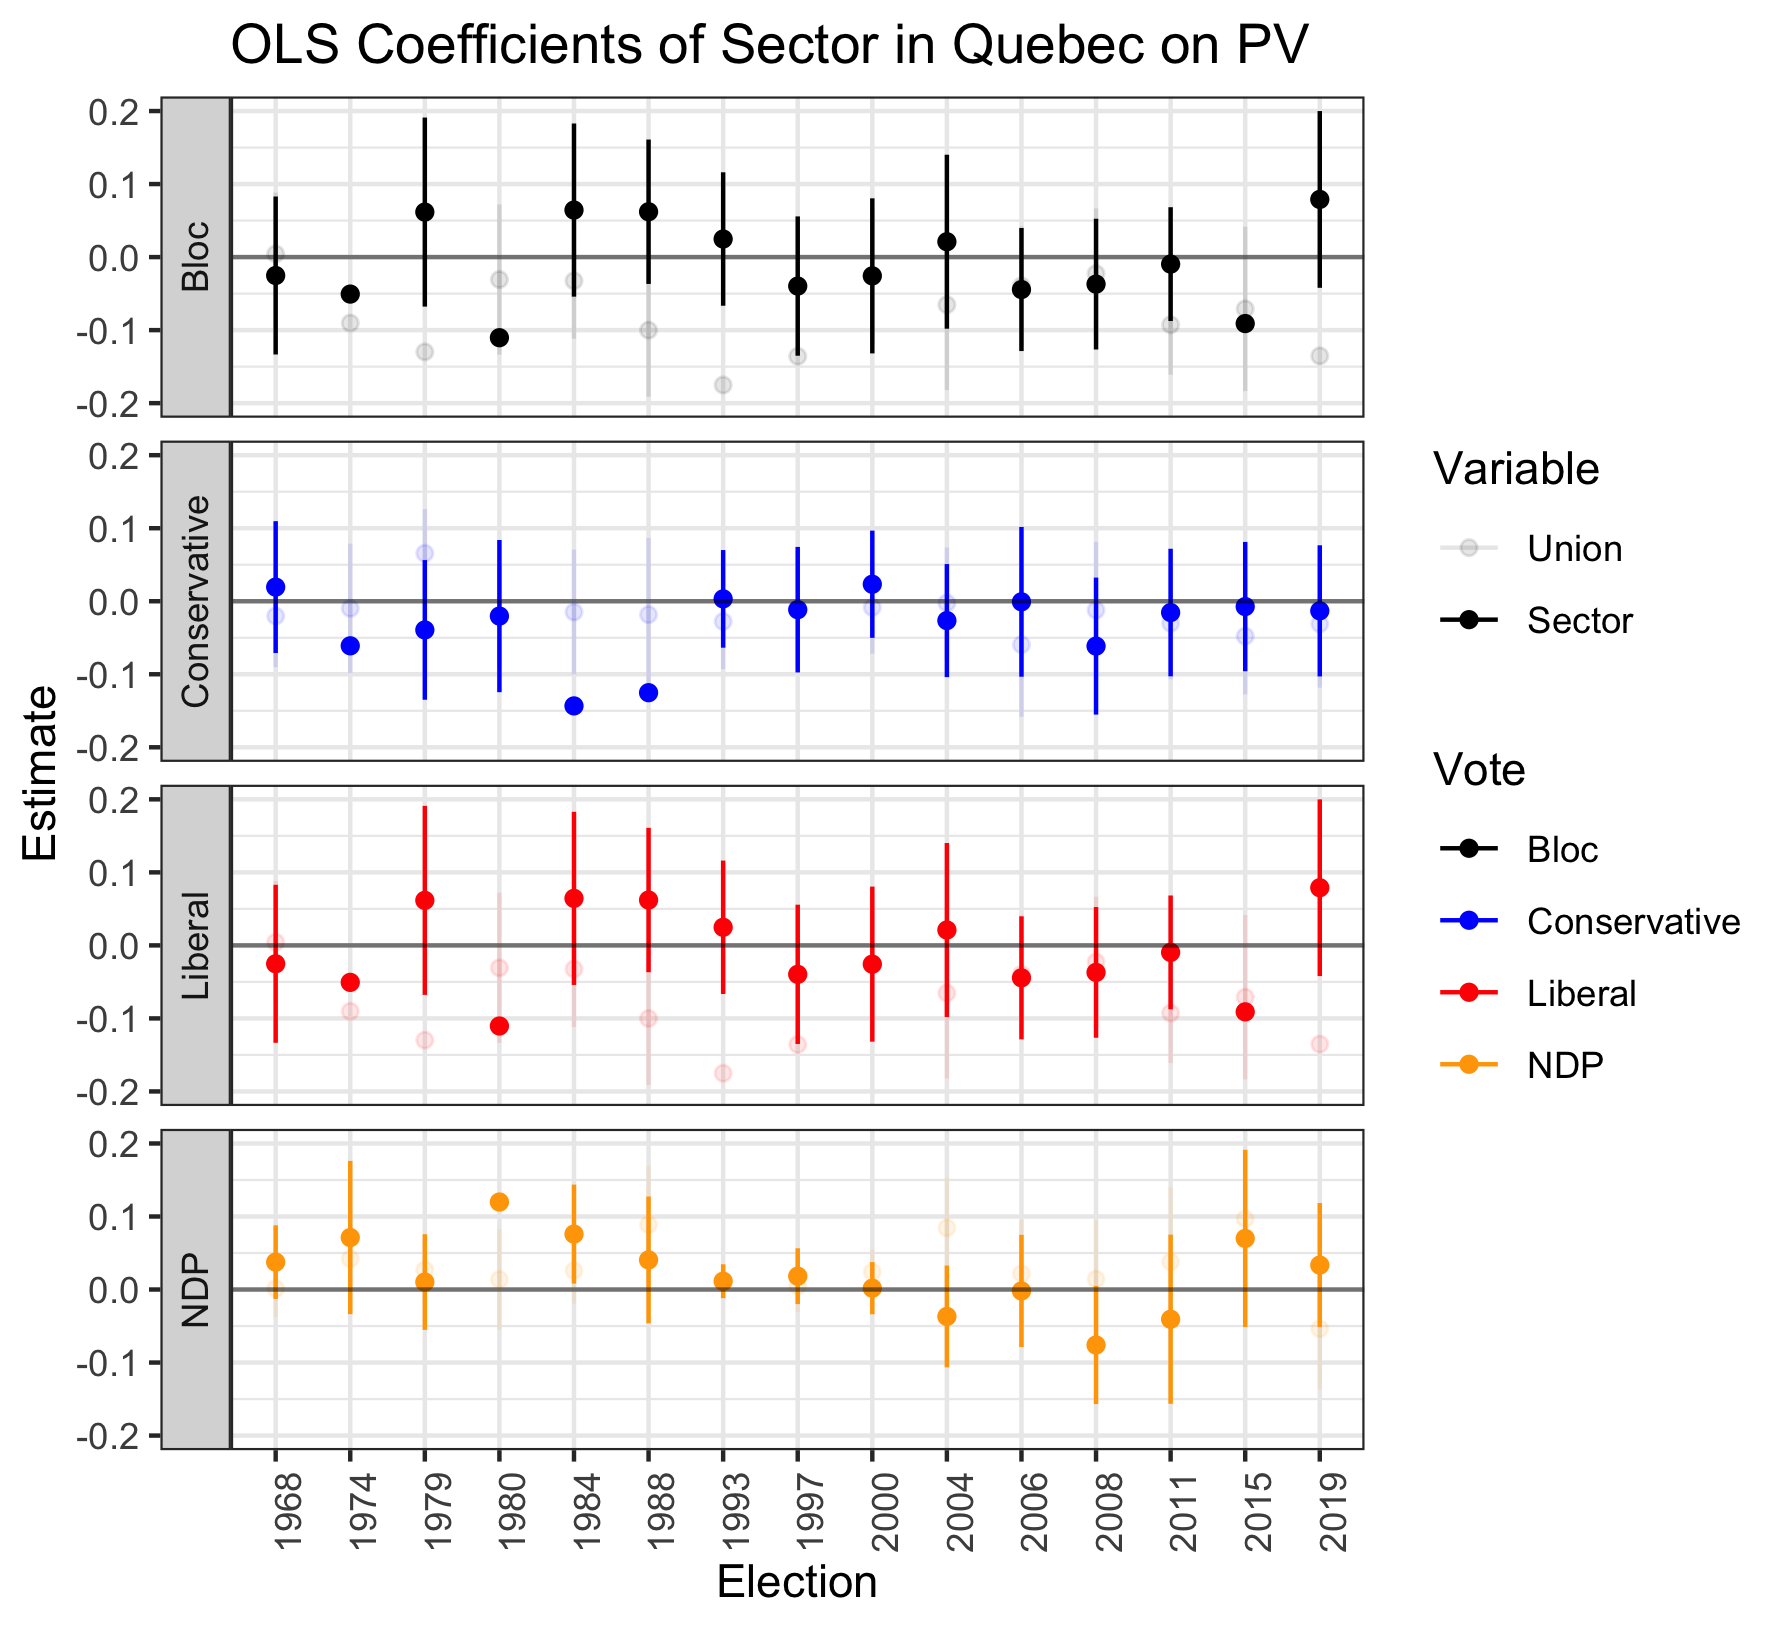 OLS Coefficients of Sector in Quebec on PV
Estimate
Bloc
0.2
0.1
0.0
-0.1
-0.2
Conservative
0.2
0.1
0.0
-0.1
-0.2
Liberal
0.2
0.1
0.0
-0.1
-0.2
NDP
0.2
0.1
0.0
-0.1
-0.2
1968
1974
1979
1980
1984
1988
1993
1997
2000
2004
2006
2008
2011
2015
2019
Election
Variable
Union
Sector
Vote
Bloc
Conservative
Liberal
NDP